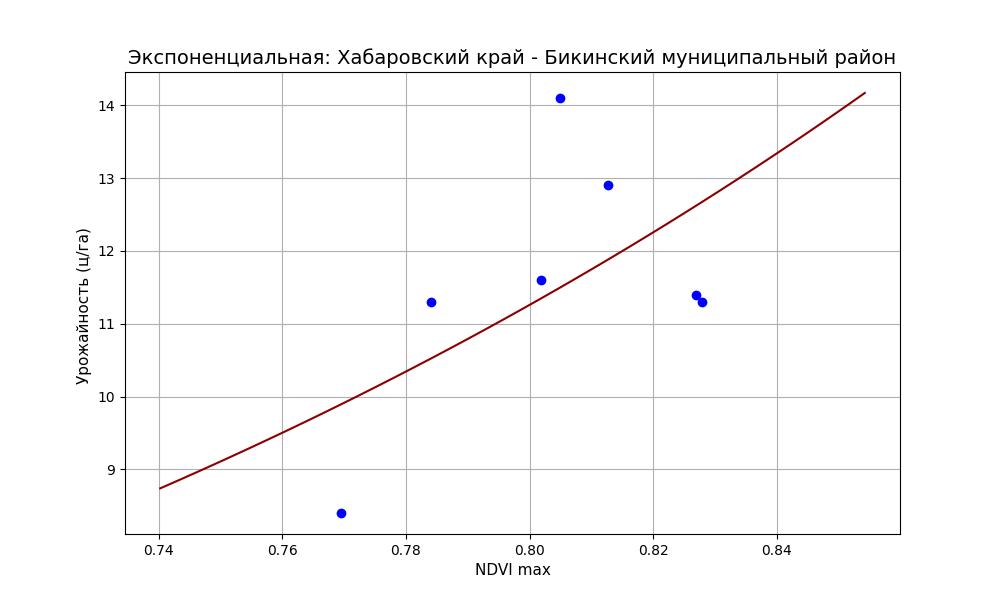 Экспоненциальная: Хабаровский край - Бикинский муниципальный район
Урожайность (ц/га)
14
13
12
11
10
9
0.74 0.76 0.78 0.80 0.82 0.84
NDVI max